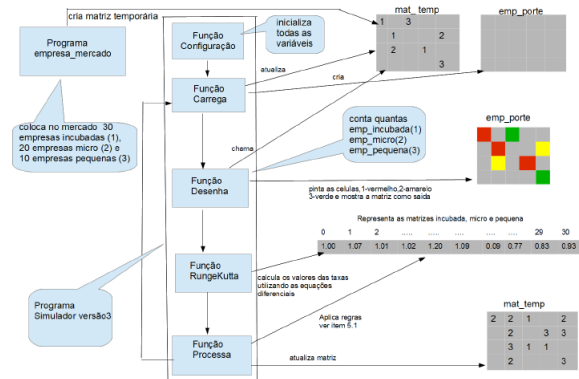 cria matriz temporária
mat_temp
emp_porte
Programa
empresa_mercado
Função
Configuração
inicializa
todas as
variáveis
1 3
1 2
2 1
3
atualiza
cria
Função
Carrega
coloca no mercado 30
empresas incubadas (1),
20 empresas micro (2) e
10 empresas pequenas (3)
chama
conta quantas
emp_incubada(1)
emp_micro(2)
emp_pequena(3)
emp_porte
Função
Desenha
pinta as celulas,1-vermelho,2-amarelo
3-verde e mostra a matriz como saida
Representa as matrizes incubada, micro e pequena
0 1 2 ..... ..... ..... ..... 29 30
1.00 1.07 1.01 1.02 1.20 1.09 0.09 0.77 0.83 0.93
Função
RungeKutta
calcula os valores das taxas
utilizando as equações
diferenciais
Programa
Simulador versão3
Aplica regras
ver item 5.1
mat_temp
Função
Processa
atualiza matriz
2 2 1 2
2 3 3
3 1 1
2 3